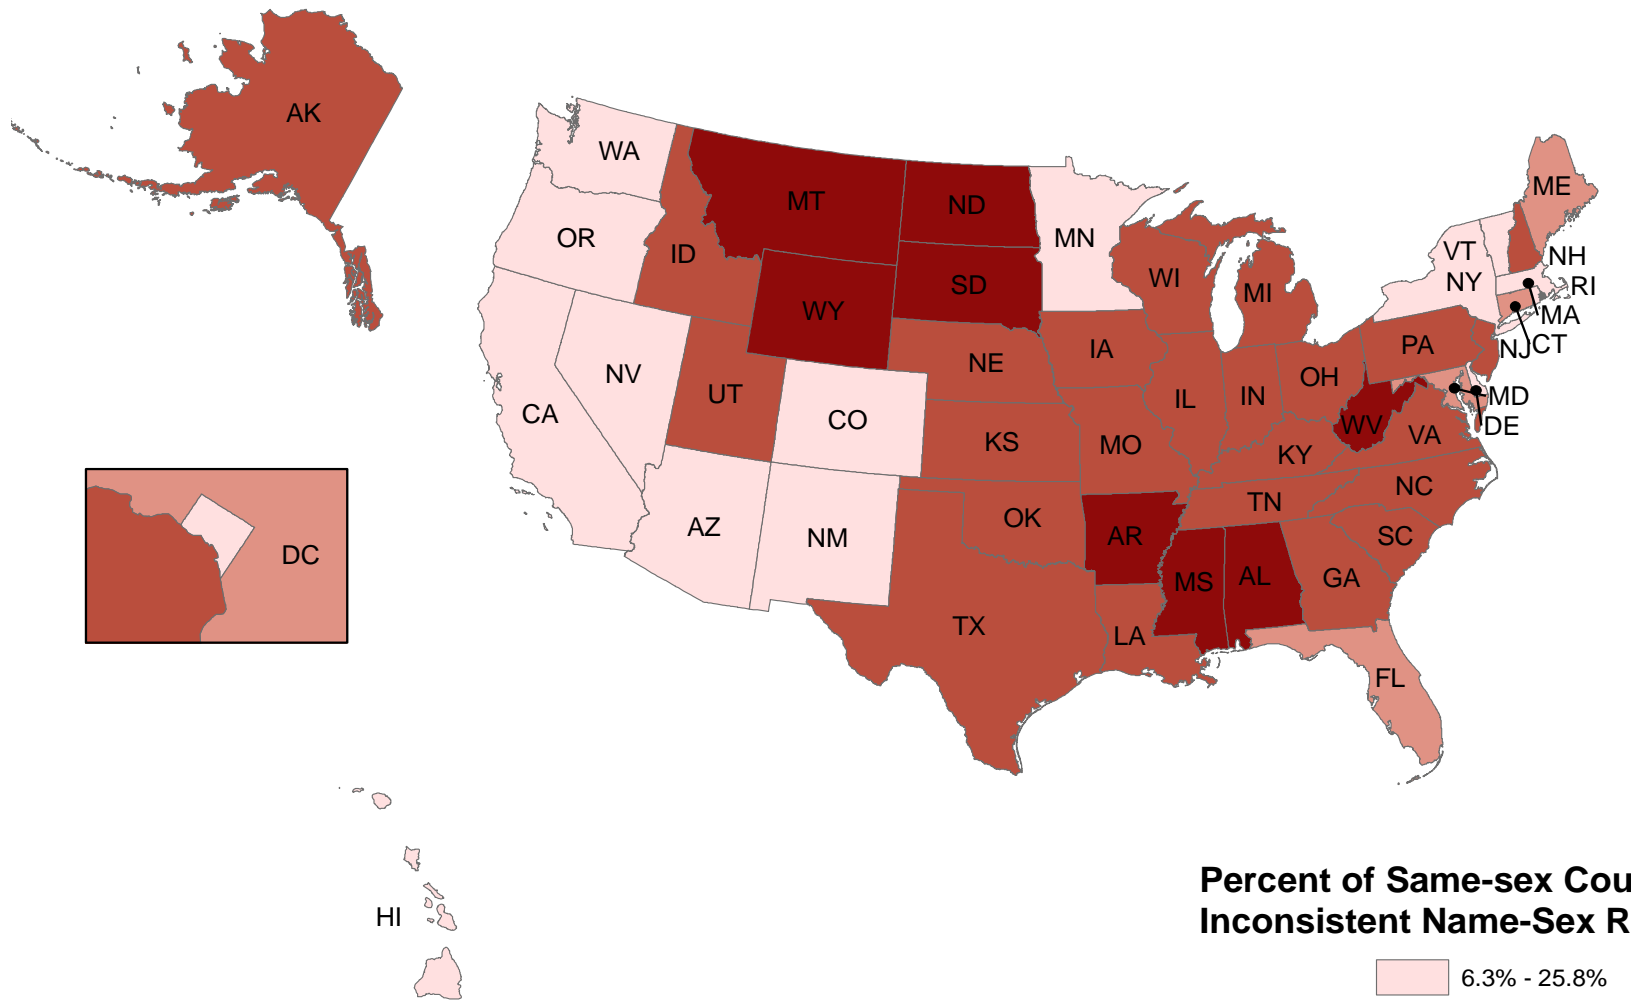 AK
WA
MT
ND
MN
ME
OR
ID
VT
NH
WI
SD
NY
RI
MI
WY
MA
PA
CT
NJ
IA
NE
NV
OH
UT
IN
MD
IL
CA
CO
WV
DE
VA
KS
MO
KY
NC
TN
OK
AZ
NM
AR
SC
DC
MS
AL
GA
TX
LA
FL
HI
Percent of Same-sex Cou
Inconsistent Name-Sex R
6.3% - 25.8%